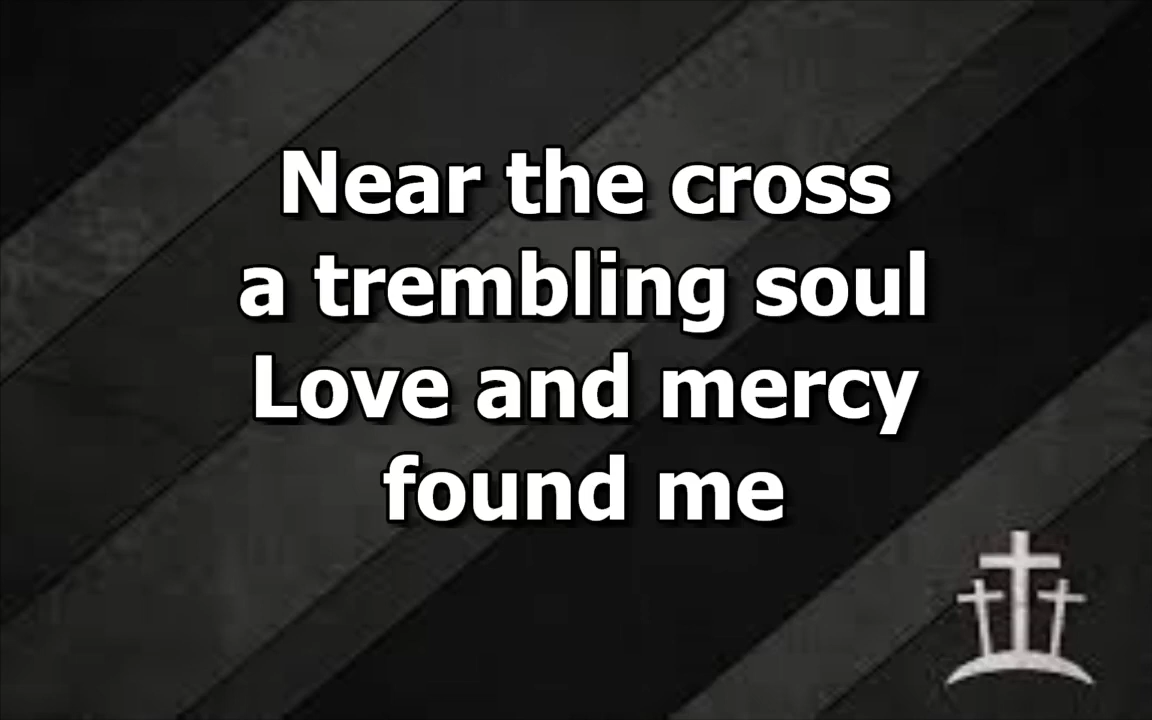 Near the cross
a trembling soul
Love and mercy
found me